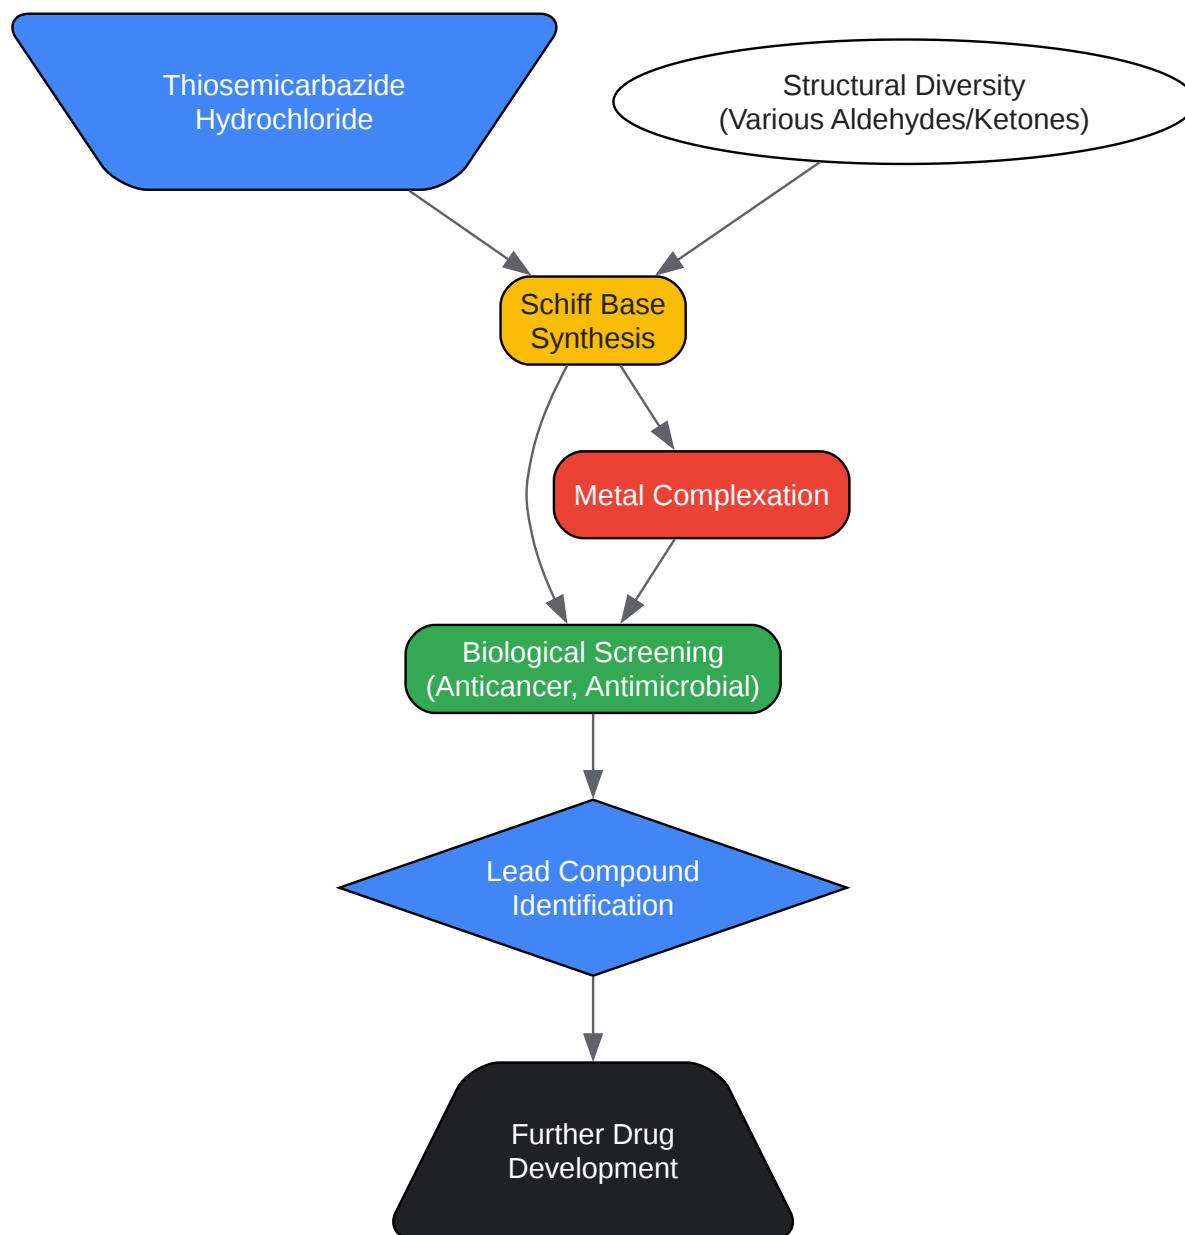 Thiosemicarbazide
Hydrochloride
Structural Diversity
(Various Aldehydes/Ketones)
Schiff Base
Synthesis
Metal Complexation
Biological Screening
(Anticancer, Antimicrobial)
Lead Compound
Identification
Further Drug
Development